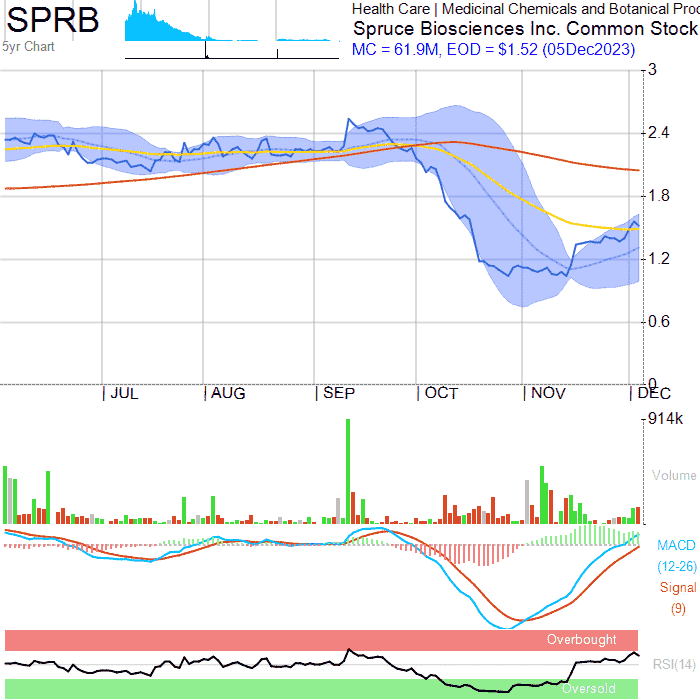 SPRB
5yr Chart
Health Care | Medicinal Chemicals and Botanical Proc
Spruce Biosciences Inc. Common Stock
MC = 61.9M, EOD = $1.52 (05Dec2023)
3
2.4
1.8
1.2
0.6
0
JUL AUG SEP OCT NOV DEC
914k
Volume
MACD
(12-26)
Signal
(9)
Overbought
RSI(14)
Oversold